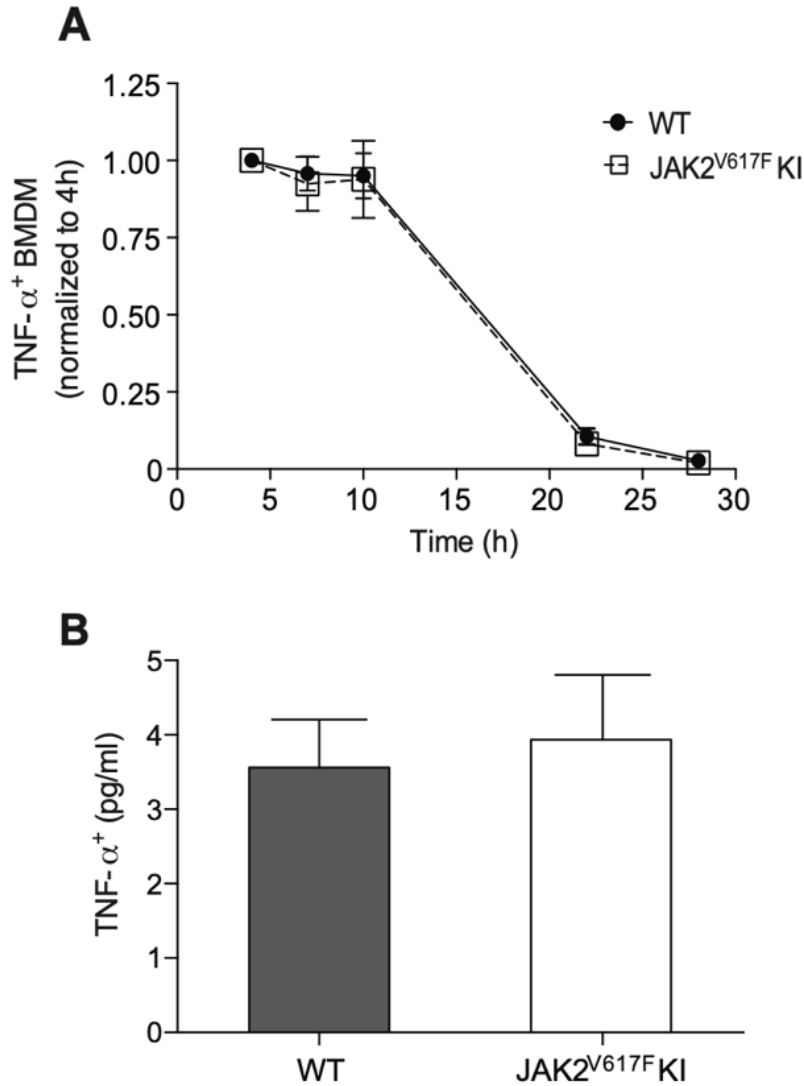 A
TNF-α⁺ BMDM
(normalized to 4h)
1.25
1.00
0.75
0.50
0.25
0
0 5 10 15 20 25 30
Time (h)
WT
JAK2ⱽ⁶¹⁷ᶠ KI
B
TNF-α⁺ (pg/ml)
5
4
3
2
1
0
WT JAK2ⱽ⁶¹⁷ᶠ KI